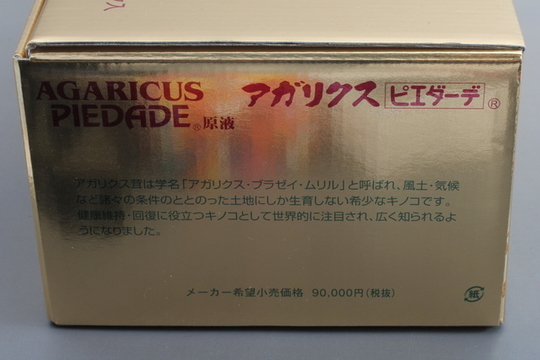 AGARICUS
PIEDADE®原液
アガリクス ピエダーデ®
アガリクス茸は学名「アガリクス・ブラゼイ・ムリル」と呼ばれ、風土・気候
など諸々の条件のととのった土地にしか生育しない希少なキノコです。
健康維持・回復に役立つキノコとして世界的に注目され、広く知られるよ
うになりました。
メーカー希望小売価格 90,000円(税抜)
紙